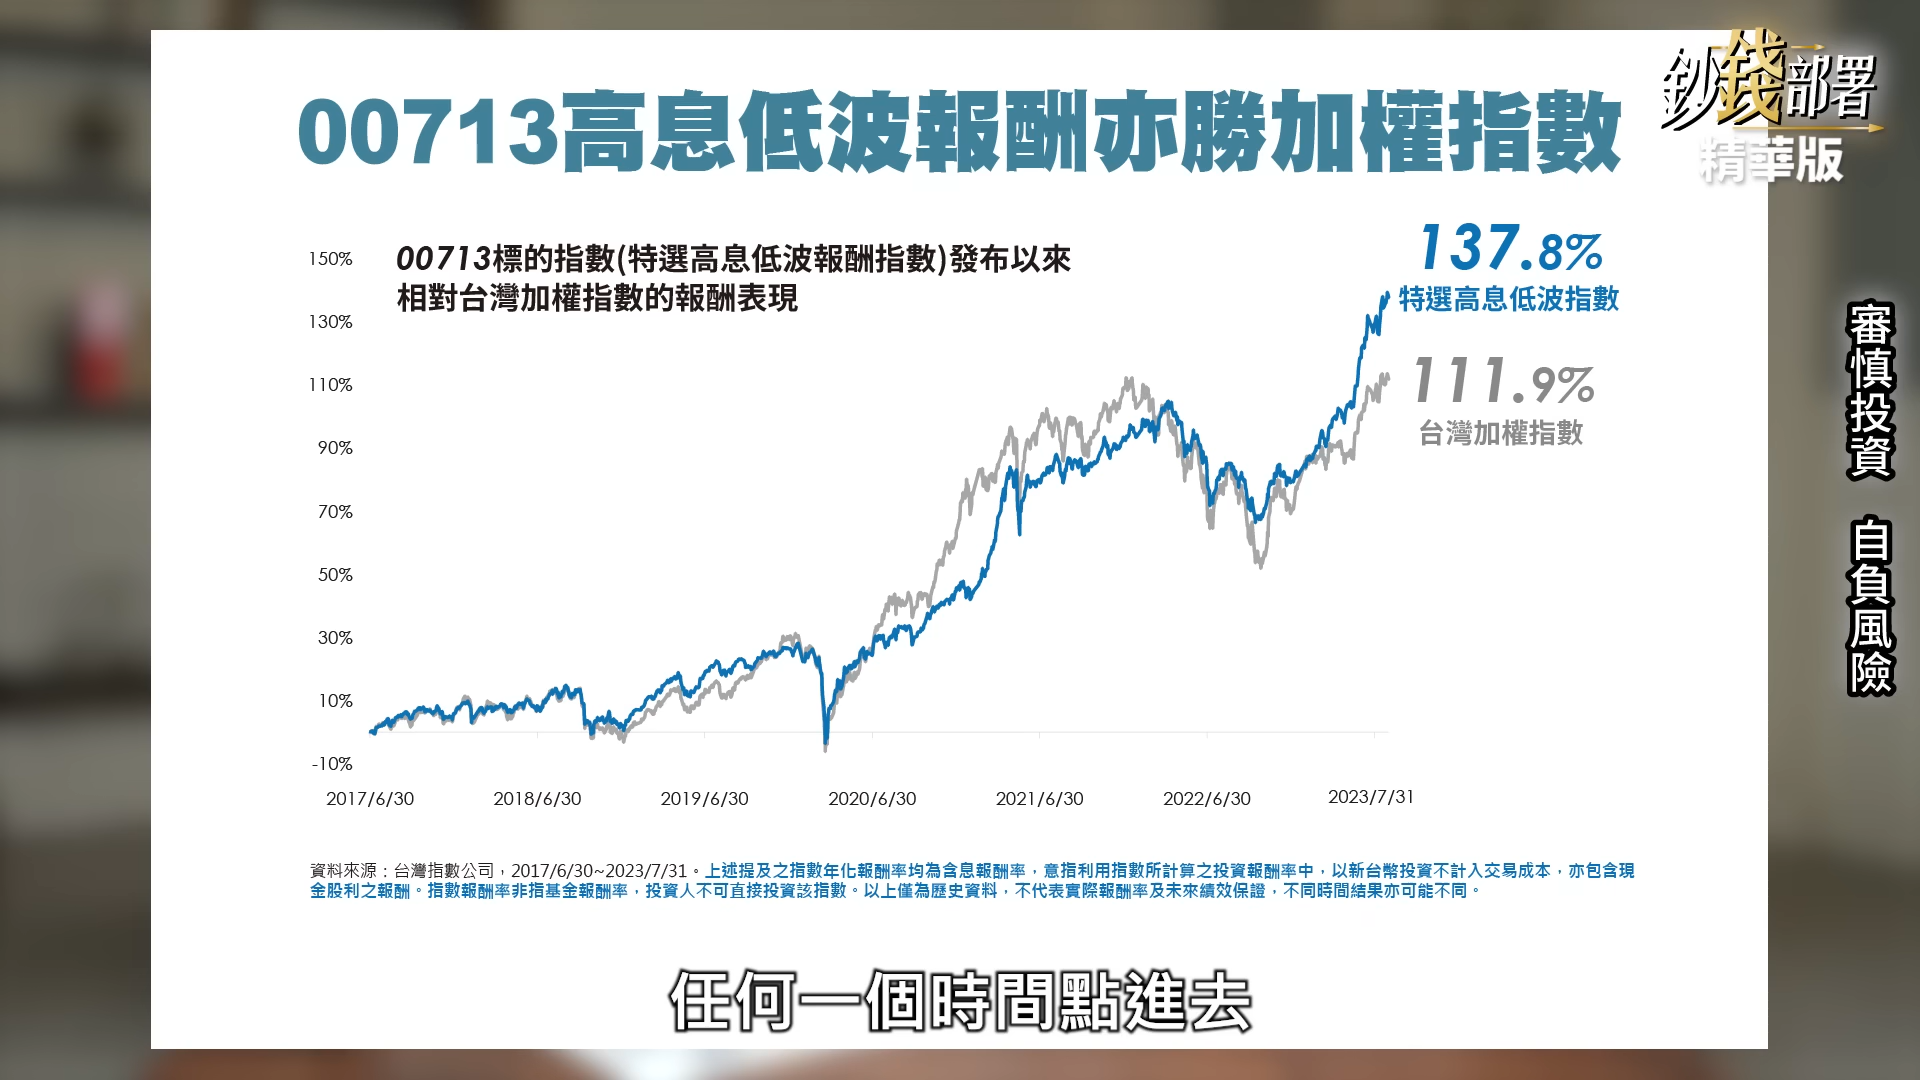 00713高息低波報酬亦勝加權指數
鈔錢部署
精華版
00713標的指數(特選高息低波報酬指數)發布以來
相對台灣加權指數的報酬表現
137.8%
特選高息低波指數
111.9%
台灣加權指數
150%
130%
110%
90%
70%
50%
30%
10%
-10%
2017/6/30
2018/6/30
2019/6/30
2020/6/30
2021/6/30
2022/6/30
2023/7/31
審慎投資 自負風險
資料來源：台灣指數公司，2017/6/30~2023/7/31。上述提及之指數年化報酬率均為含息報酬率，意指利用指數所計算之投資報酬率中，以新台幣投資不計入交易成本，亦包含現
金股利之報酬。指數報酬率非指基金報酬率，投資人不可直接投資該指數。以上僅為歷史資料，不代表實際報酬率及未來績效保證，不同時間結果亦可能不同。
任何一個時間點進去